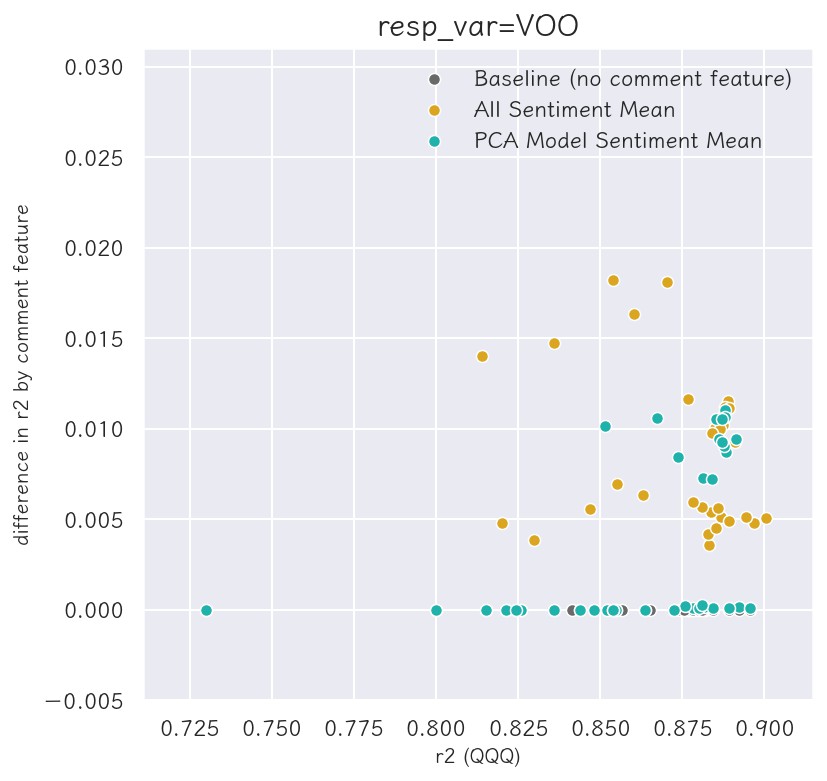 resp_var=VOO
0.030
0.025
0.020
0.015
0.010
0.005
0.000
−0.005
difference in r2 by comment feature
Baseline (no comment feature)
All Sentiment Mean
PCA Model Sentiment Mean
0.725 0.750 0.775 0.800 0.825 0.850 0.875 0.900
r2 (QQQ)